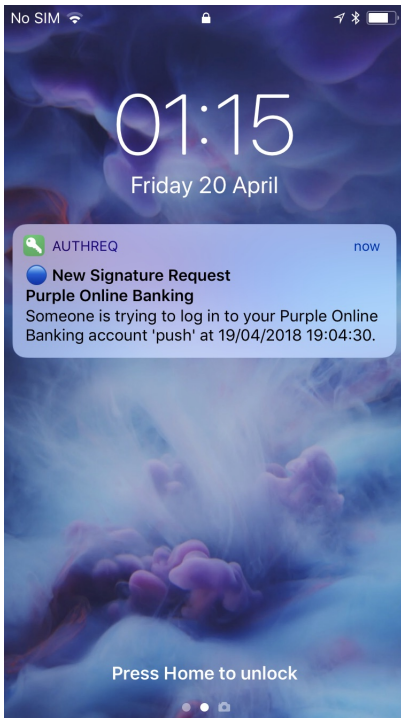 No SIM
01:15
Friday 20 April
AUTHREQ now
New Signature Request
Purple Online Banking
Someone is trying to log in to your Purple Online
Banking account 'push' at 19/04/2018 19:04:30.
Press Home to unlock